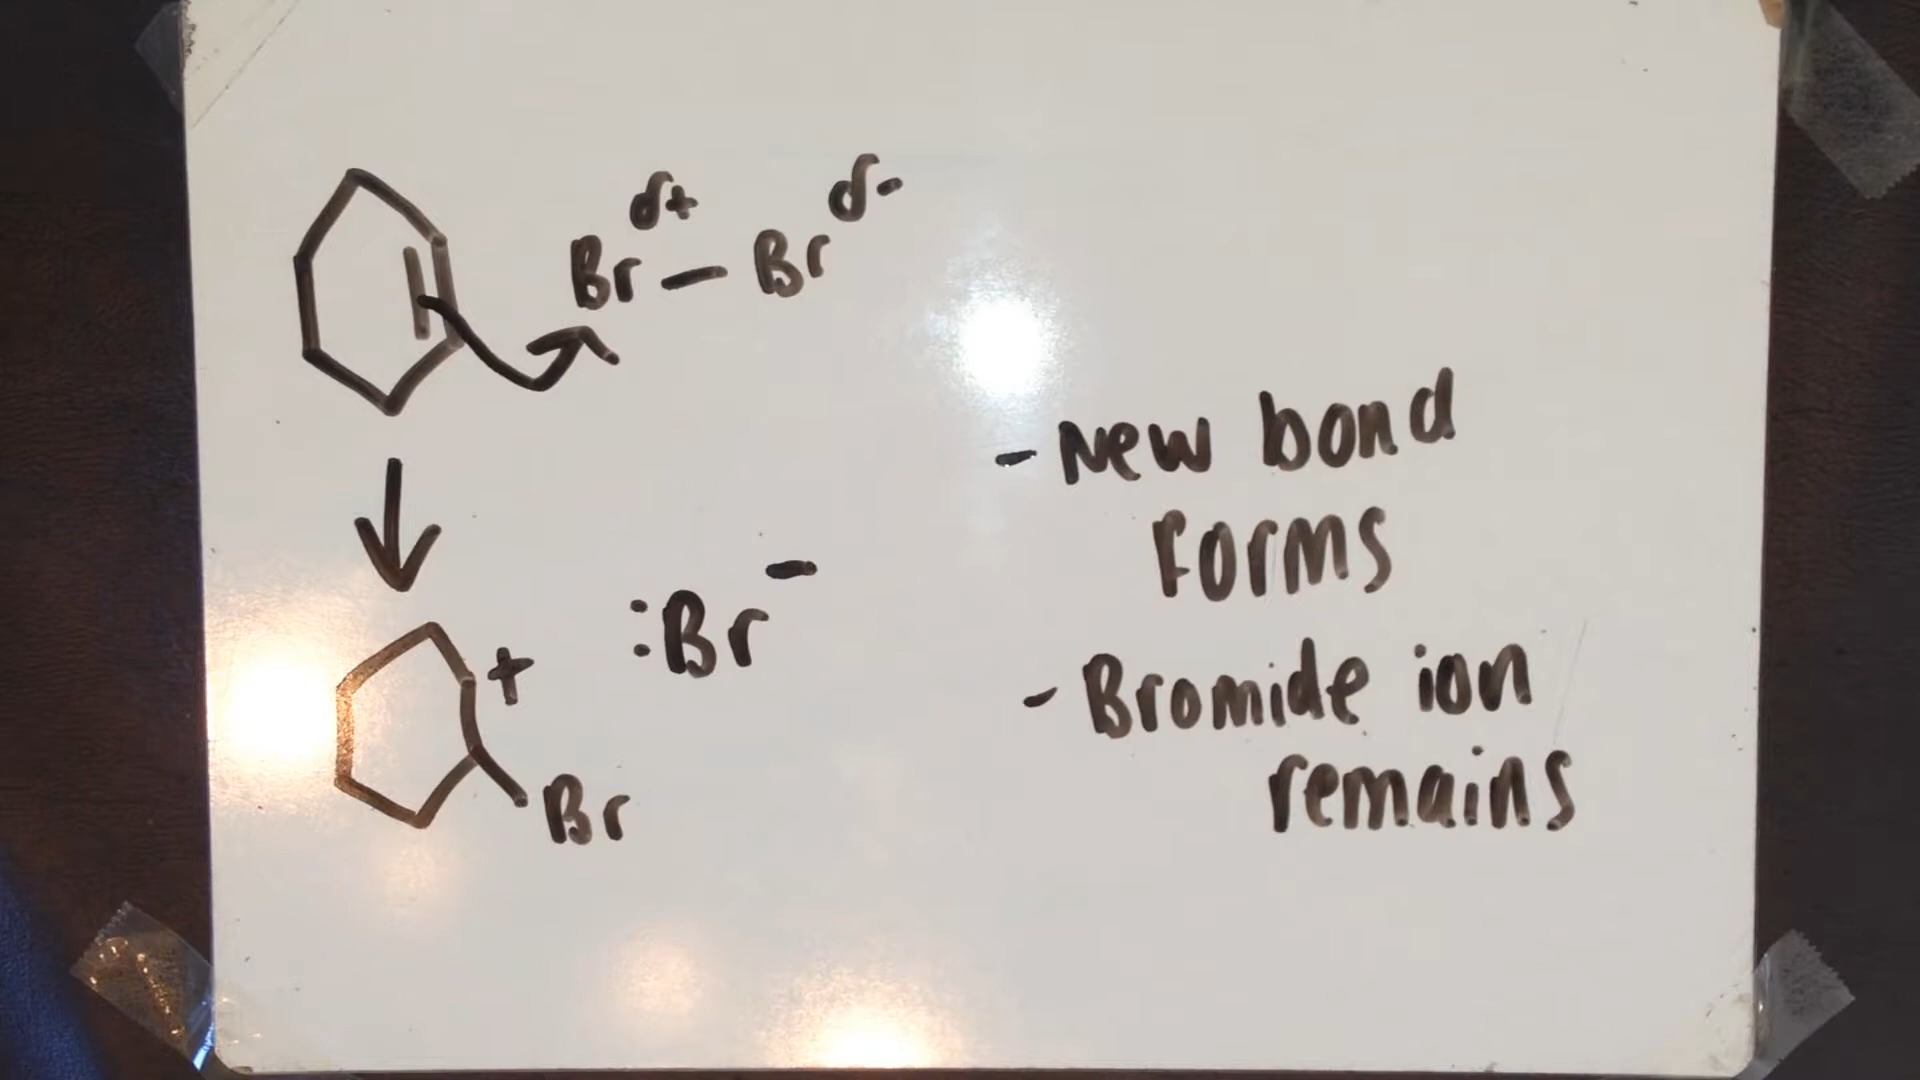 Br δ+ — Br δ-
+ :Br -
Br
- New bond
forms
- Bromide ion
remains